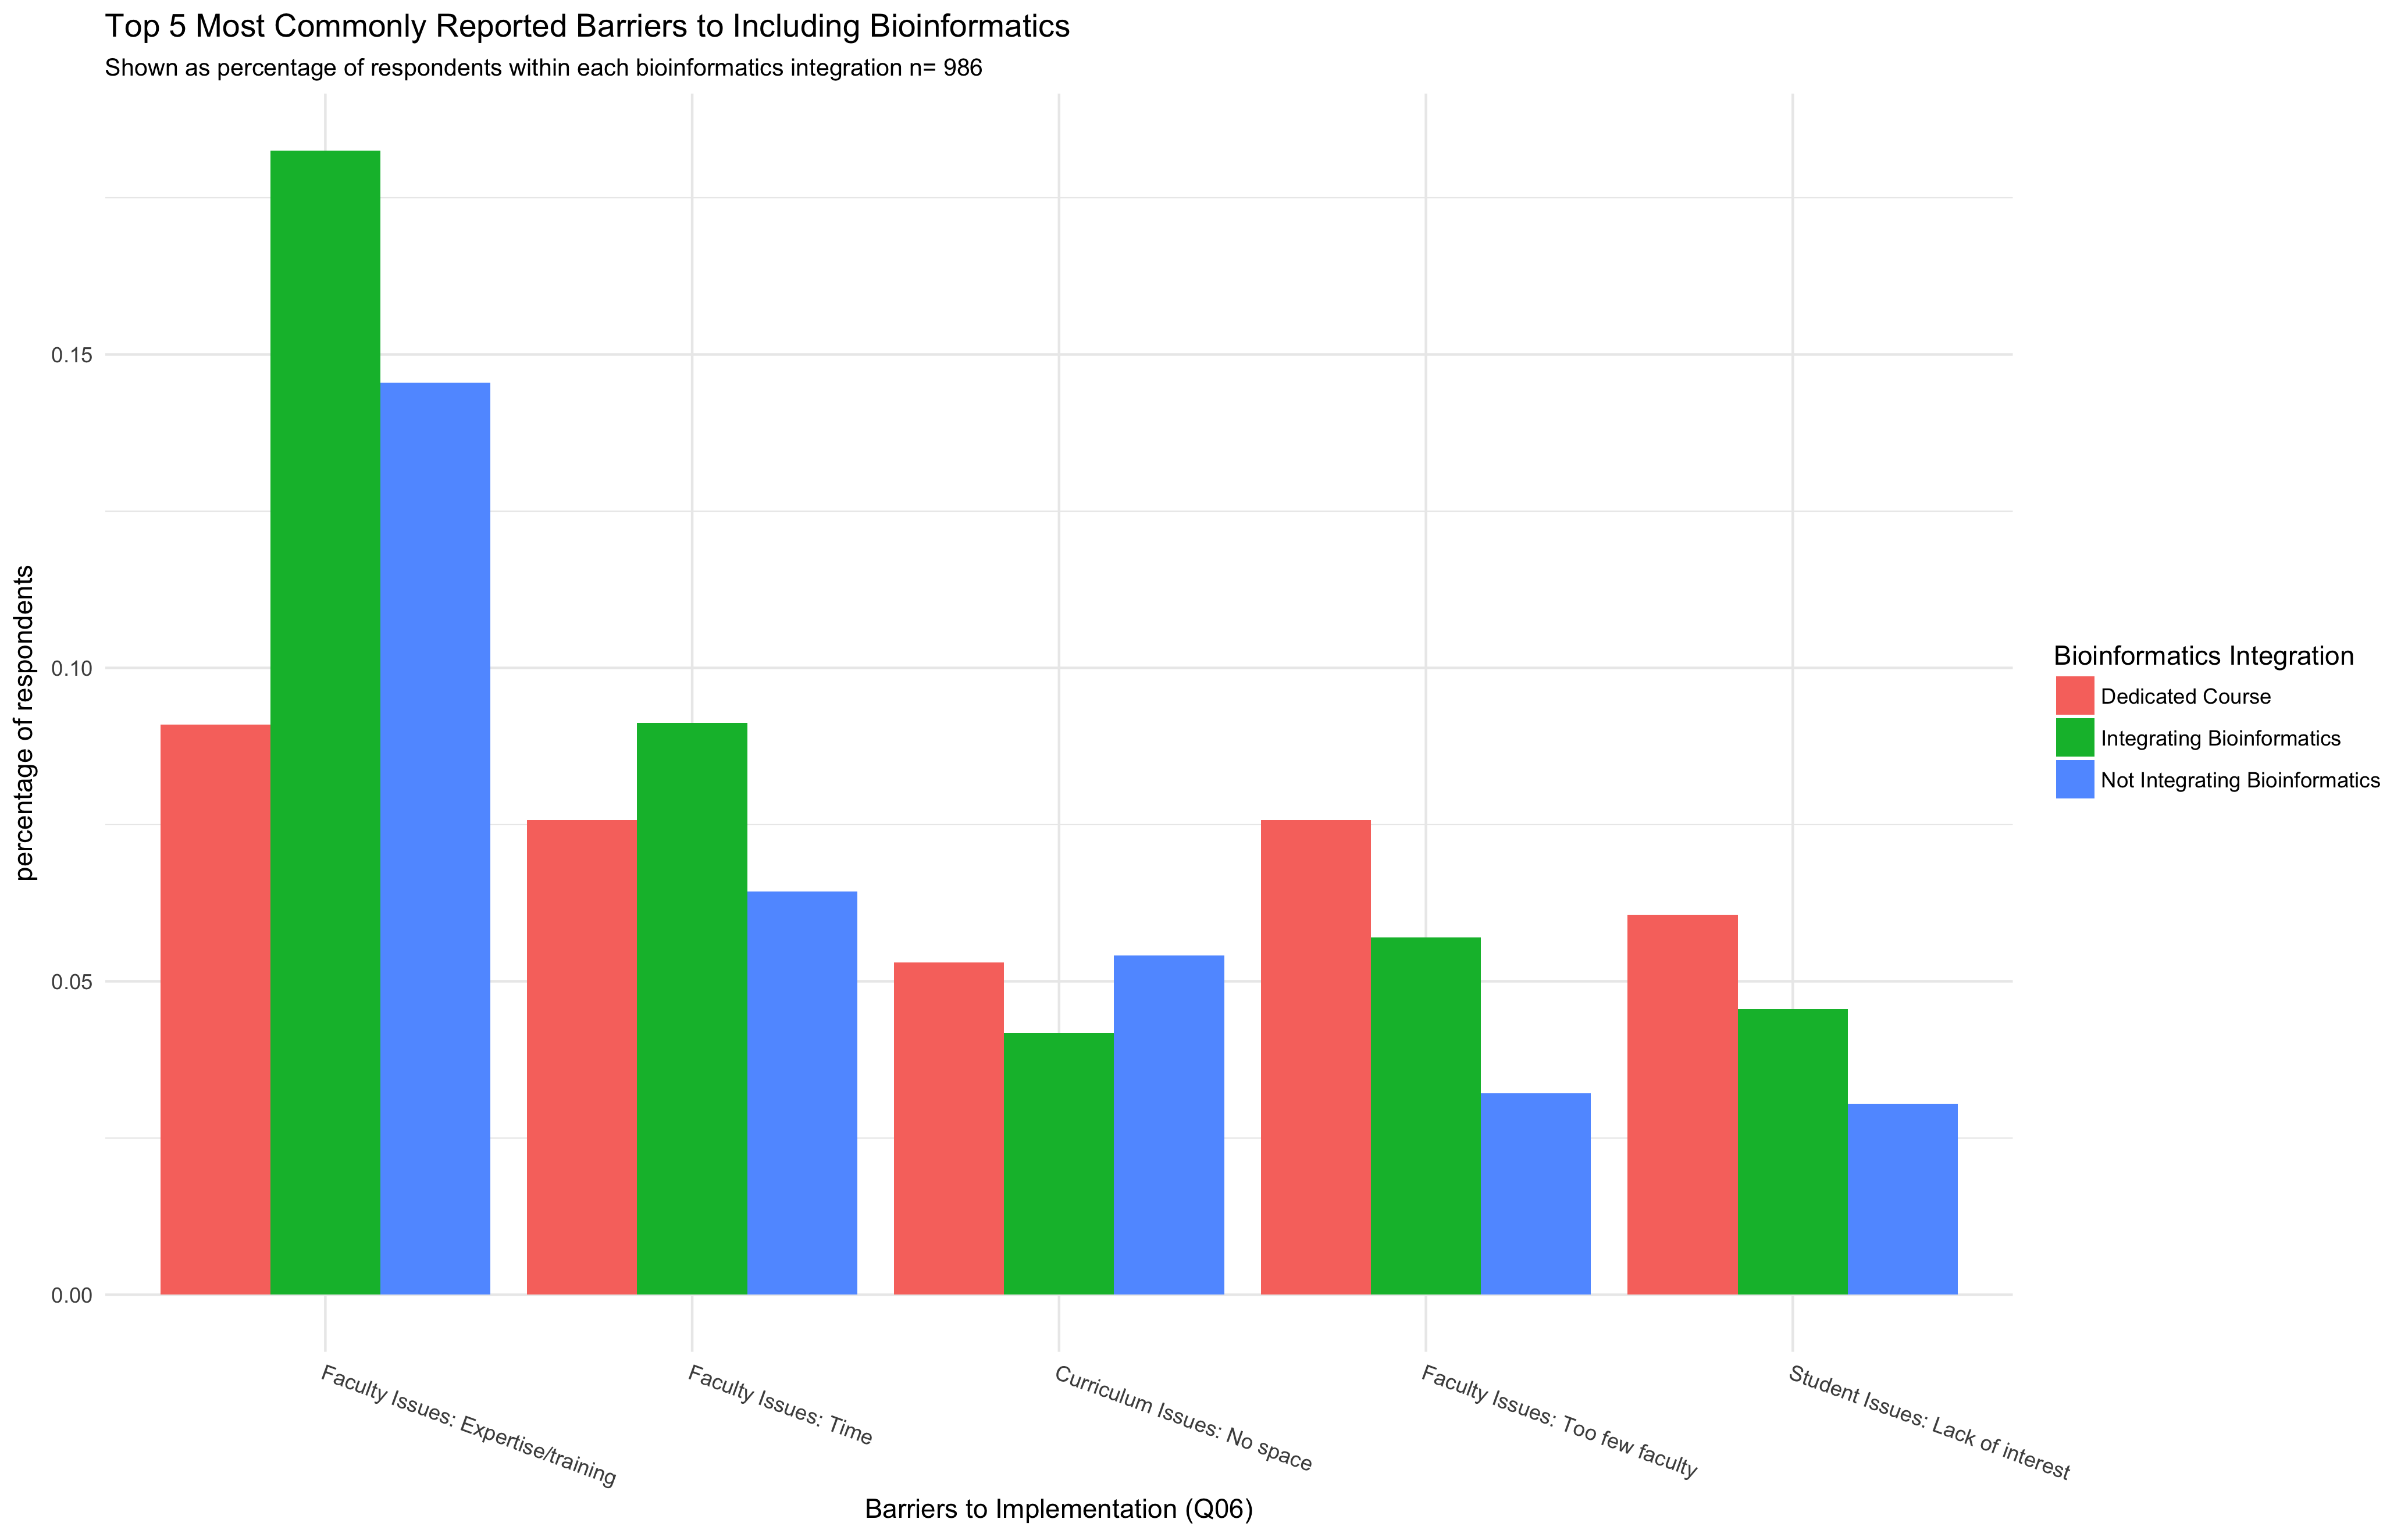 Top 5 Most Commonly Reported Barriers to Including Bioinformatics
Shown as percentage of respondents within each bioinformatics integration n= 986
percentage of respondents
0.15
0.10
0.05
0.00
Faculty Issues: Expertise/training
Faculty Issues: Time
Curriculum Issues: No space
Faculty Issues: Too few faculty
Student Issues: Lack of interest
Barriers to Implementation (Q06)
Bioinformatics Integration
Dedicated Course
Integrating Bioinformatics
Not Integrating Bioinformatics